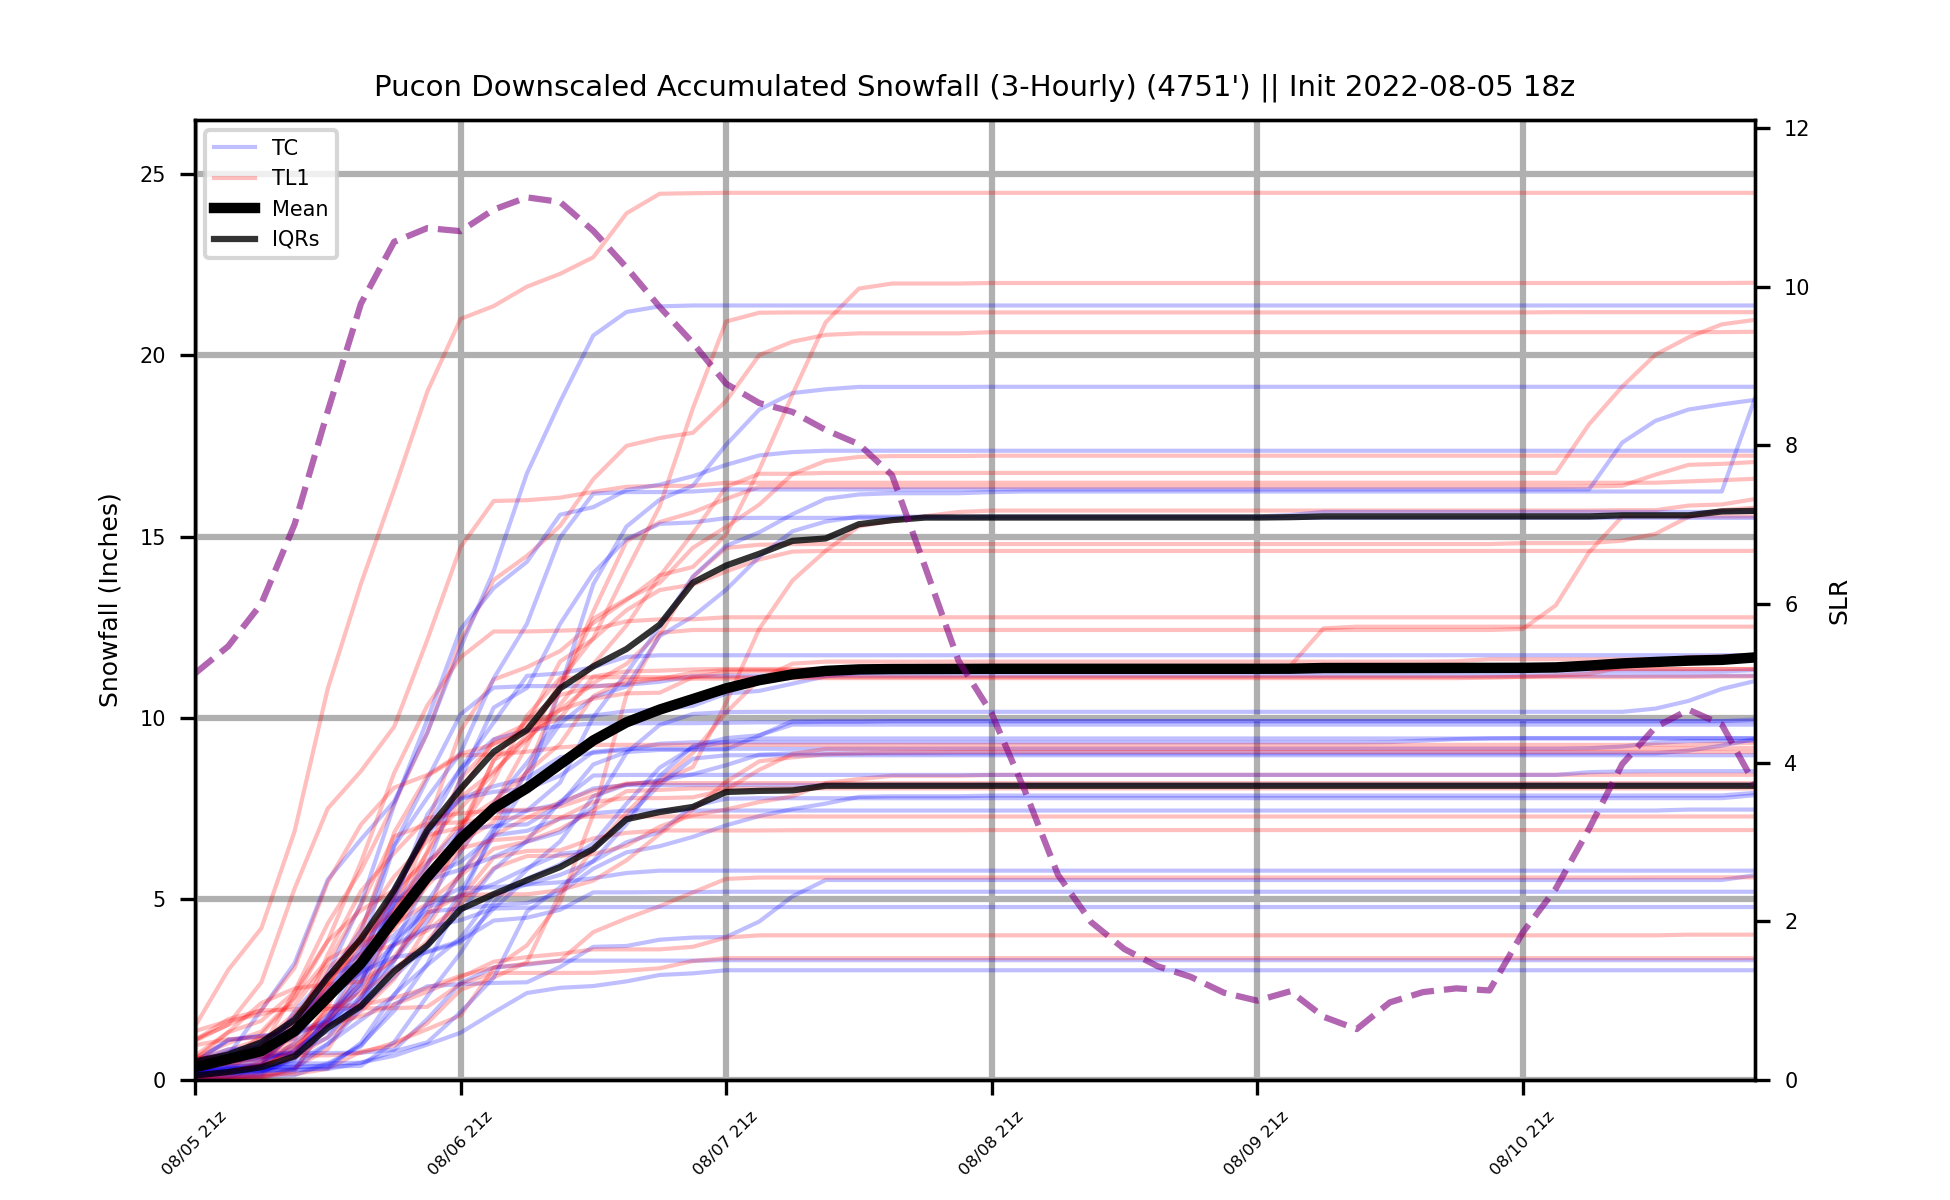 Pucon Downscaled Accumulated Snowfall (3-Hourly) (4751') || Init 2022-08-05 18z
TC
TL1
Mean
IQRs
Snowfall (Inches)
25
20
15
10
5
0
12
10
8
6
4
2
0
SLR
08/05 21z
08/06 21z
08/07 21z
08/08 21z
08/09 21z
08/10 21z